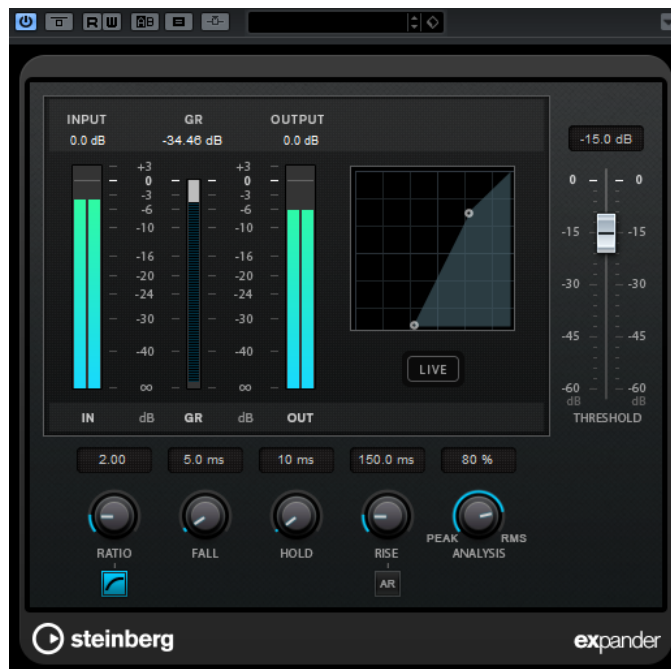 R W A B
INPUT GR OUTPUT
0.0 dB -34.46 dB 0.0 dB -15.0 dB
+3 +3
0 0 0 0
-3 -3
-6 -6
-10 -10 -15 -15
-16 -16
-20 -20
-24 -24 -30 -30
-30 -30
-45 -45
-40 -40
LIVE
∞ ∞ -60 -60
dB dB
IN dB GR dB OUT THRESHOLD
2.00 5.0 ms 10 ms 150.0 ms 80 %
PEAK RMS
RATIO FALL HOLD RISE ANALYSIS
AR
steinberg expander